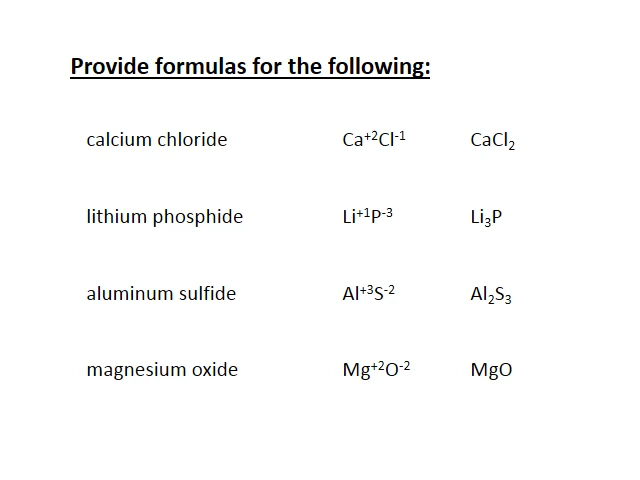 Provide formulas for the following:
calcium chloride Ca⁺²Cl⁻¹ CaCl₂
lithium phosphide Li⁺¹P⁻³ Li₃P
aluminum sulfide Al⁺³S⁻² Al₂S₃
magnesium oxide Mg⁺²O⁻² MgO